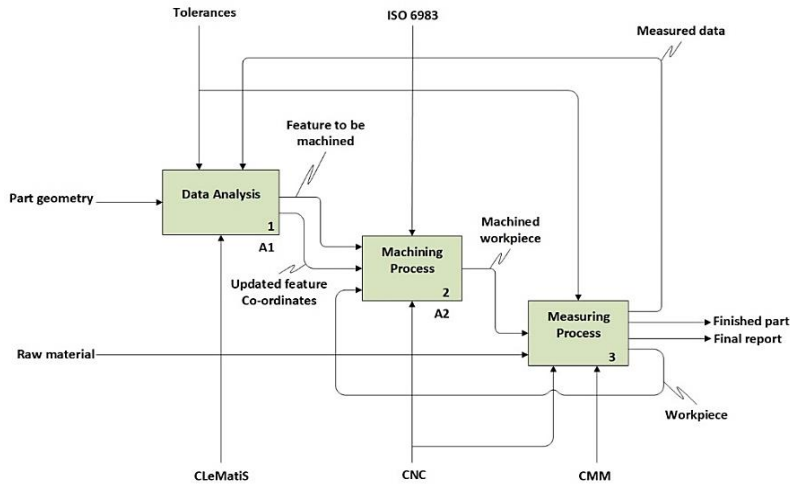 Tolerances
ISO 6983
Measured data
Feature to be
machined
Part geometry
Data Analysis
1
A1
Machining
Process
2
A2
Machined
workpiece
Updated feature
Co-ordinates
Measuring
Process
3
Finished part
Final report
Raw material
Workpiece
CLeMatiS
CNC
CMM